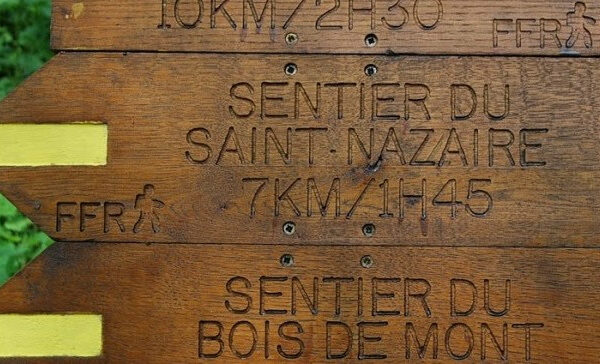 10KM/2H30
FFR
SENTIER DU
SAINT-NAZAIRE
7KM/1H45
FFR
SENTIER DU
BOIS DE MONT